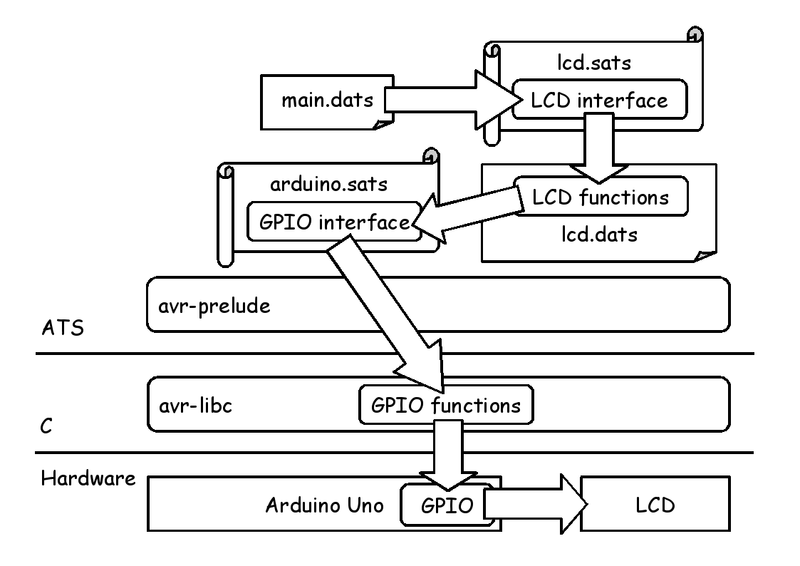 lcd.sats
main.dats
LCD interface
arduino.sats
LCD functions
GPIO interface
lcd.dats
avr-prelude
ATS
avr-libc
GPIO functions
C
Hardware
Arduino Uno
GPIO
LCD